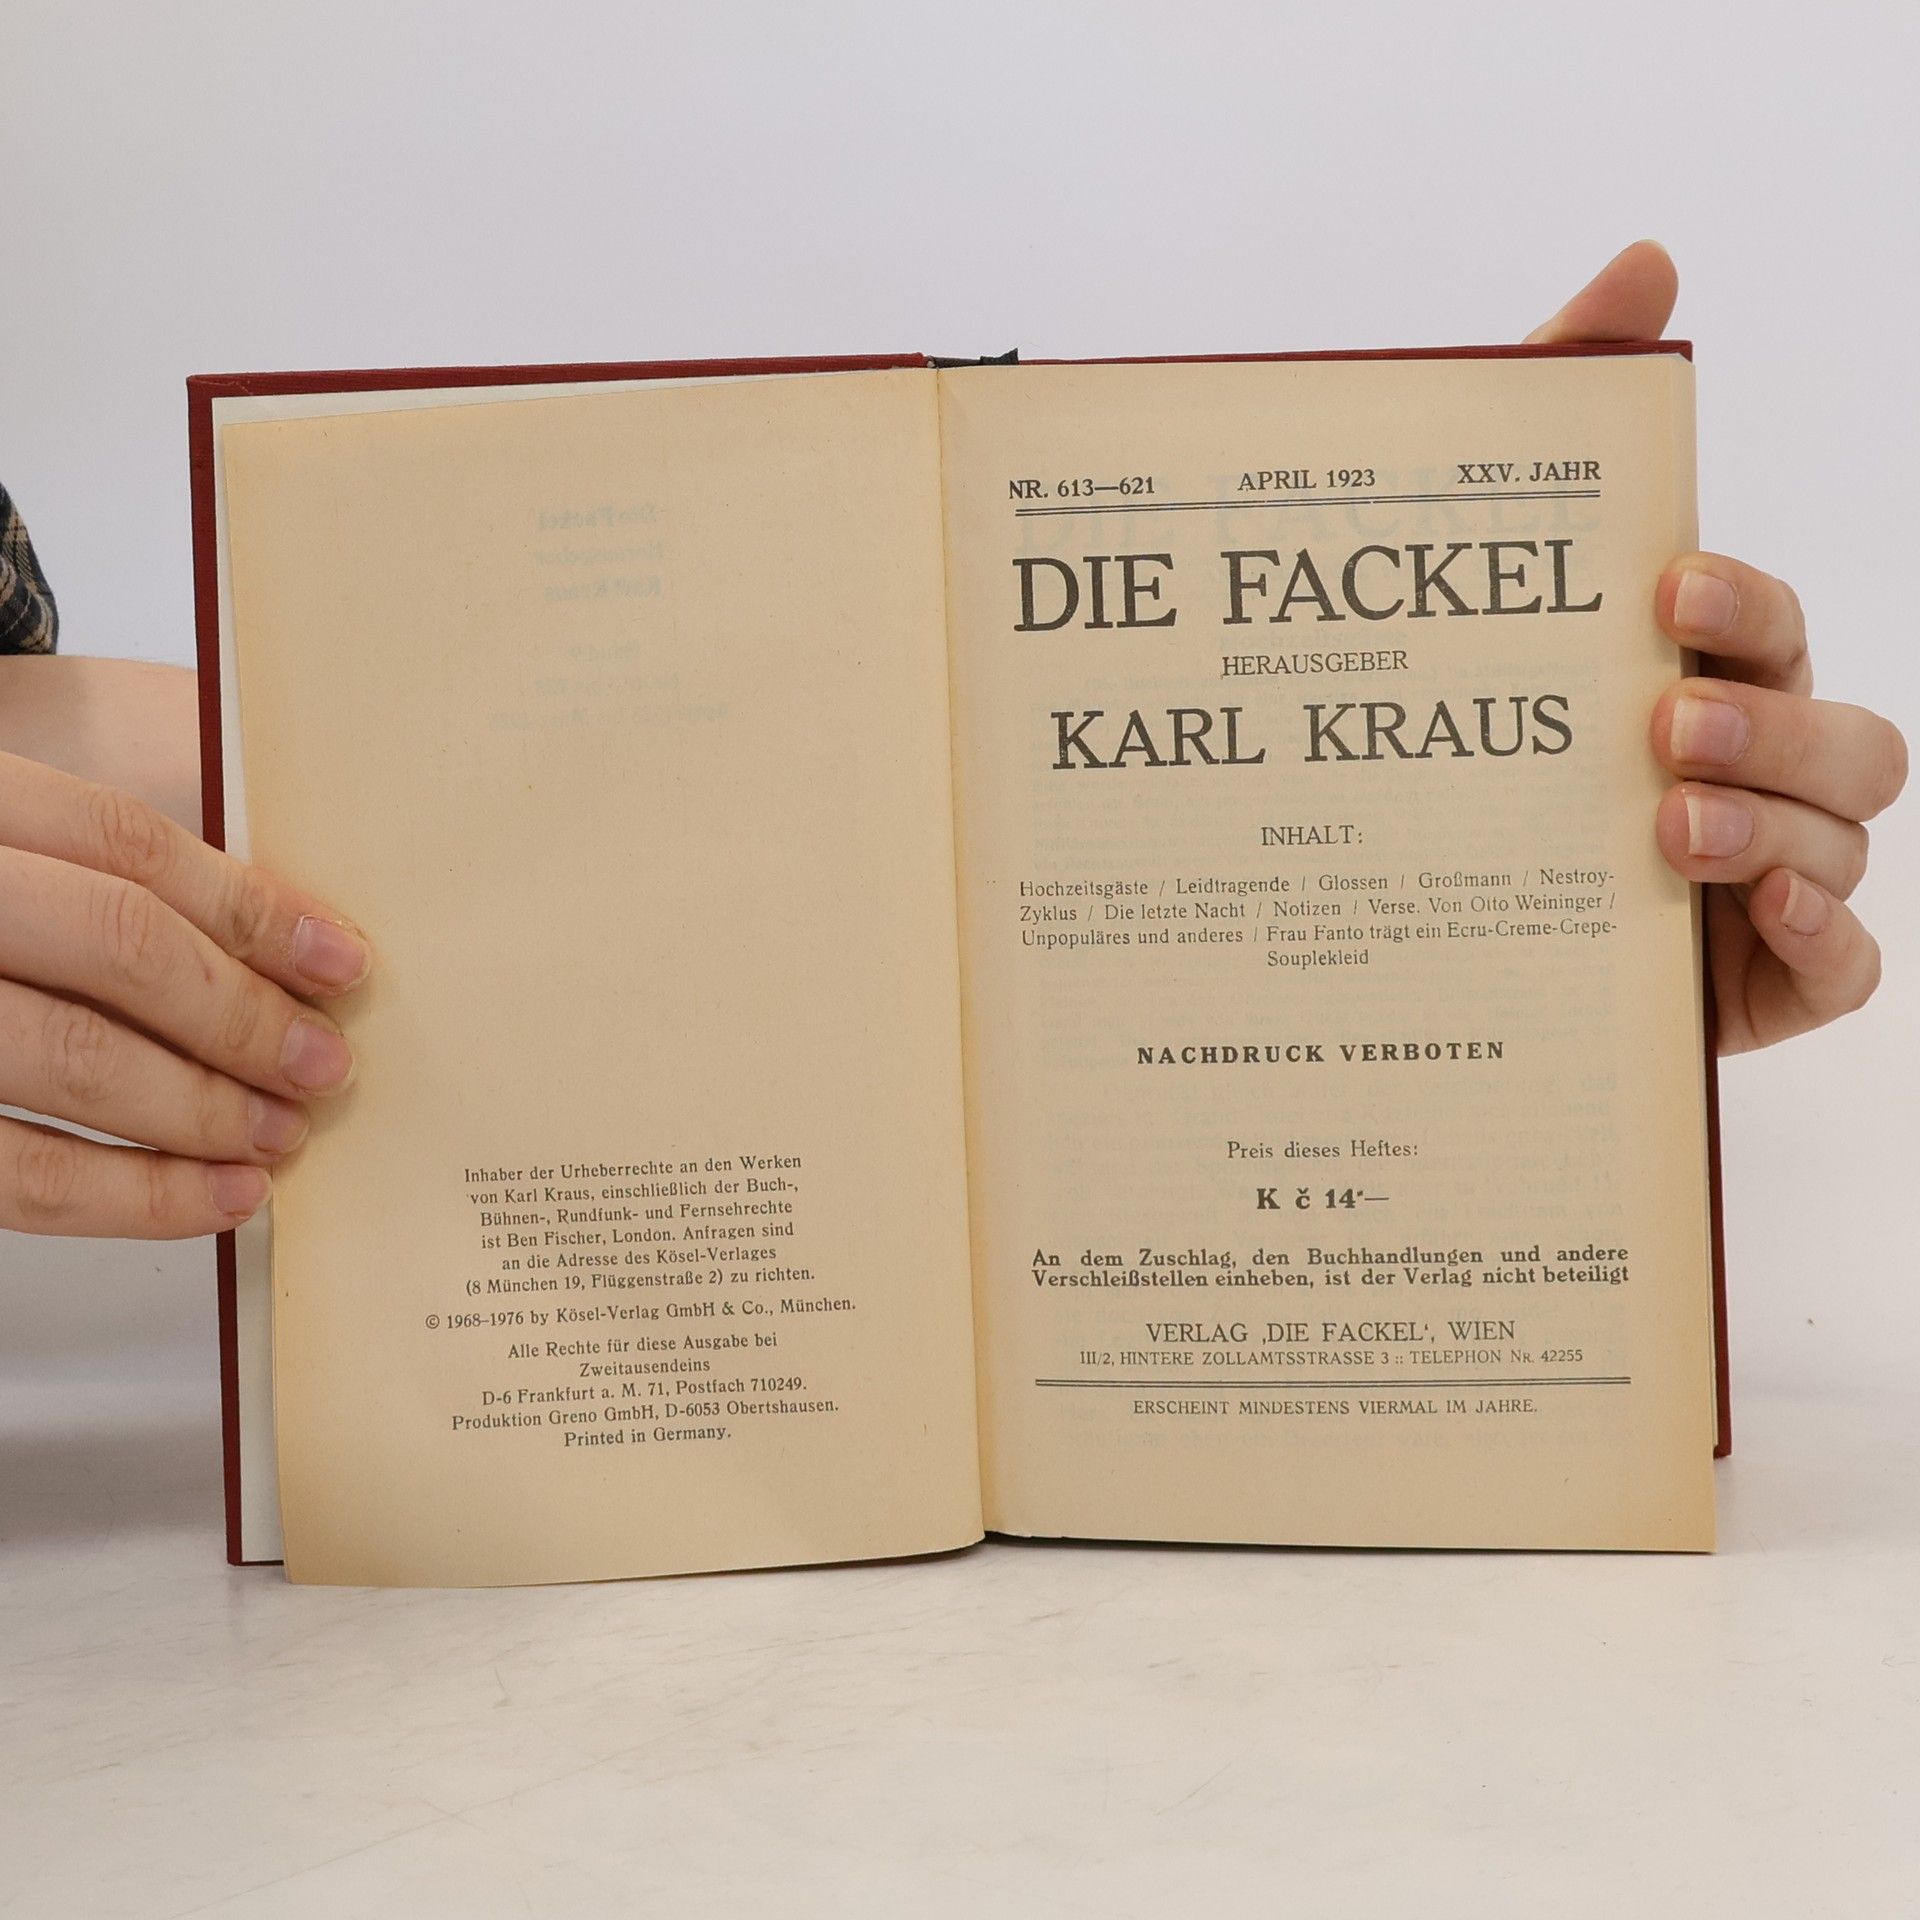 Inhaber der Urheberrechte an den Werken
von Karl Kraus, einschließlich der Buch-,
Bühnen-, Rundfunk- und Fernsehrechte
ist Ben Fischer, London. Anfragen sind
an die Adresse des Kösel-Verlages
(8 München 19, Flüggenstraße 2) zu richten.
© 1968–1976 by Kösel-Verlag GmbH & Co., München.
Alle Rechte für diese Ausgabe bei
Zweitausendeins
D-6 Frankfurt a. M. 71, Postfach 710249.
Produktion Greno GmbH, D-6053 Obertshausen.
Printed in Germany.
NR. 613—621 APRIL 1923 XXV. JAHR
DIE FACKEL
HERAUSGEBER
KARL KRAUS
INHALT:
Hochzeitsgäste / Leidtragende / Glossen / Großmann / Nestroy-
Zyklus / Die letzte Nacht / Notizen / Verse. Von Otto Weininger /
Unpopuläres und anderes / Frau Fanto trägt ein Ecru-Creme-Crepe-
Souplekleid
NACHDRUCK VERBOTEN
Preis dieses Heftes:
K č 14·—
An dem Zuschlag, den Buchhandlungen und andere
Verschleißstellen einheben, ist der Verlag nicht beteiligt
VERLAG ‚DIE FACKEL‘, WIEN
III/2, HINTERE ZOLLAMTSSTRASSE 3 :: TELEPHON NR. 42255
ERSCHEINT MINDESTENS VIERMAL IM JAHRE.